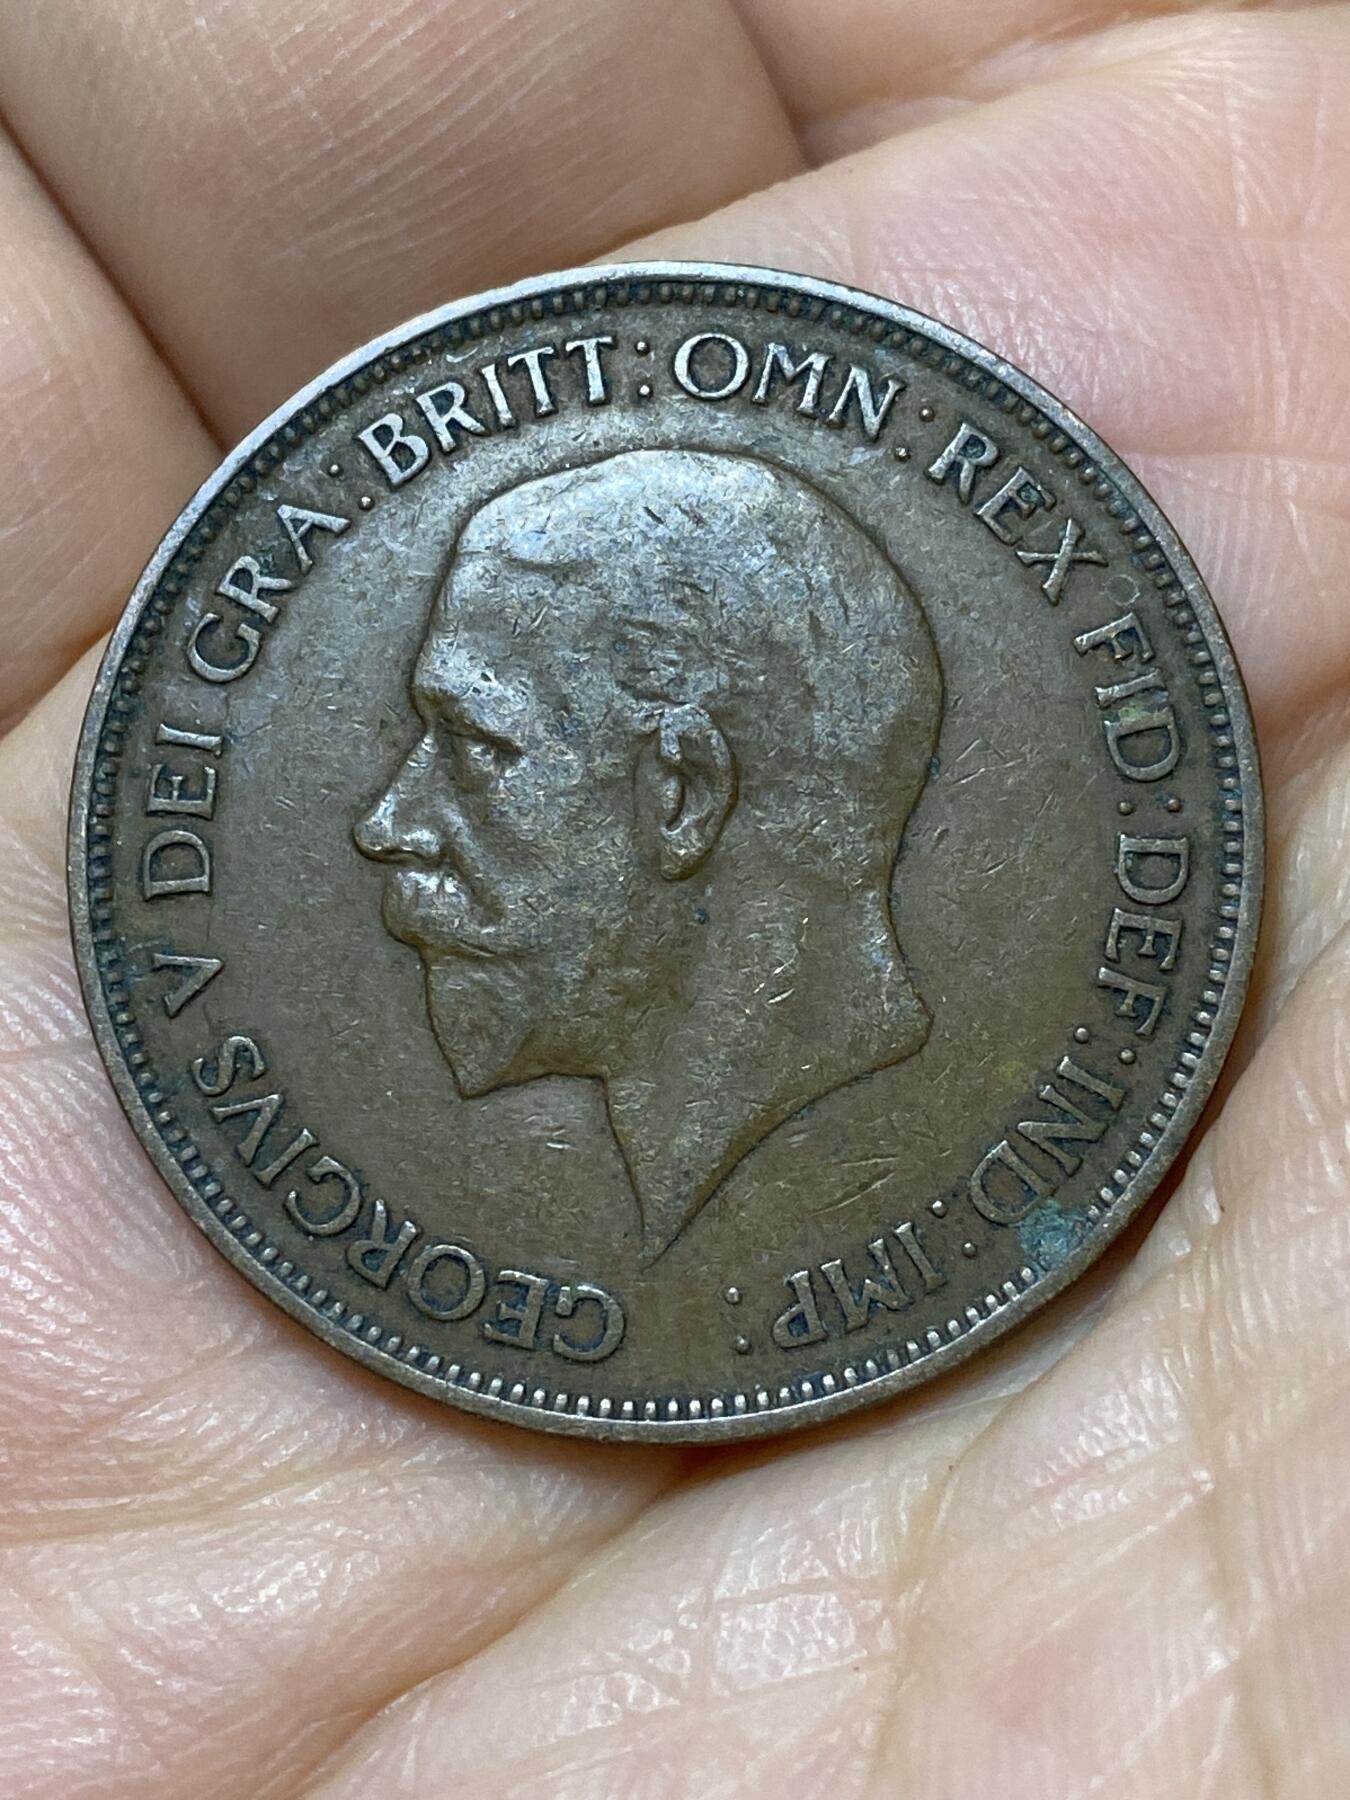 GEORGIVS V DEI GRA: BRITT: OMN: REX FID: DEF: IND: IMP: